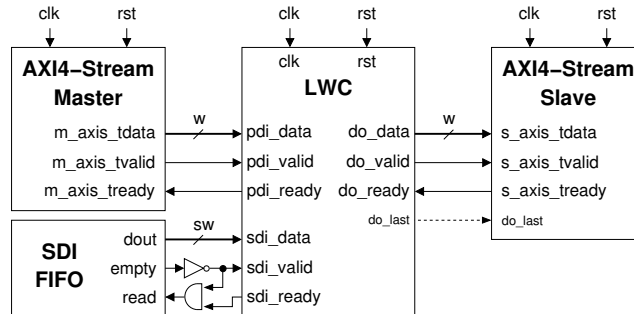 clk rst clk rst clk rst
AXI4−Stream
Master
m_axis_tdata
m_axis_tvalid
m_axis_tready
w
SDI
FIFO
dout
empty
read
sw
clk rst
LWC
pdi_data
pdi_valid
pdi_ready
sdi_data
sdi_valid
sdi_ready
do_data
do_valid
do_ready
do_last
w
AXI4−Stream
Slave
s_axis_tdata
s_axis_tvalid
s_axis_tready
do_last